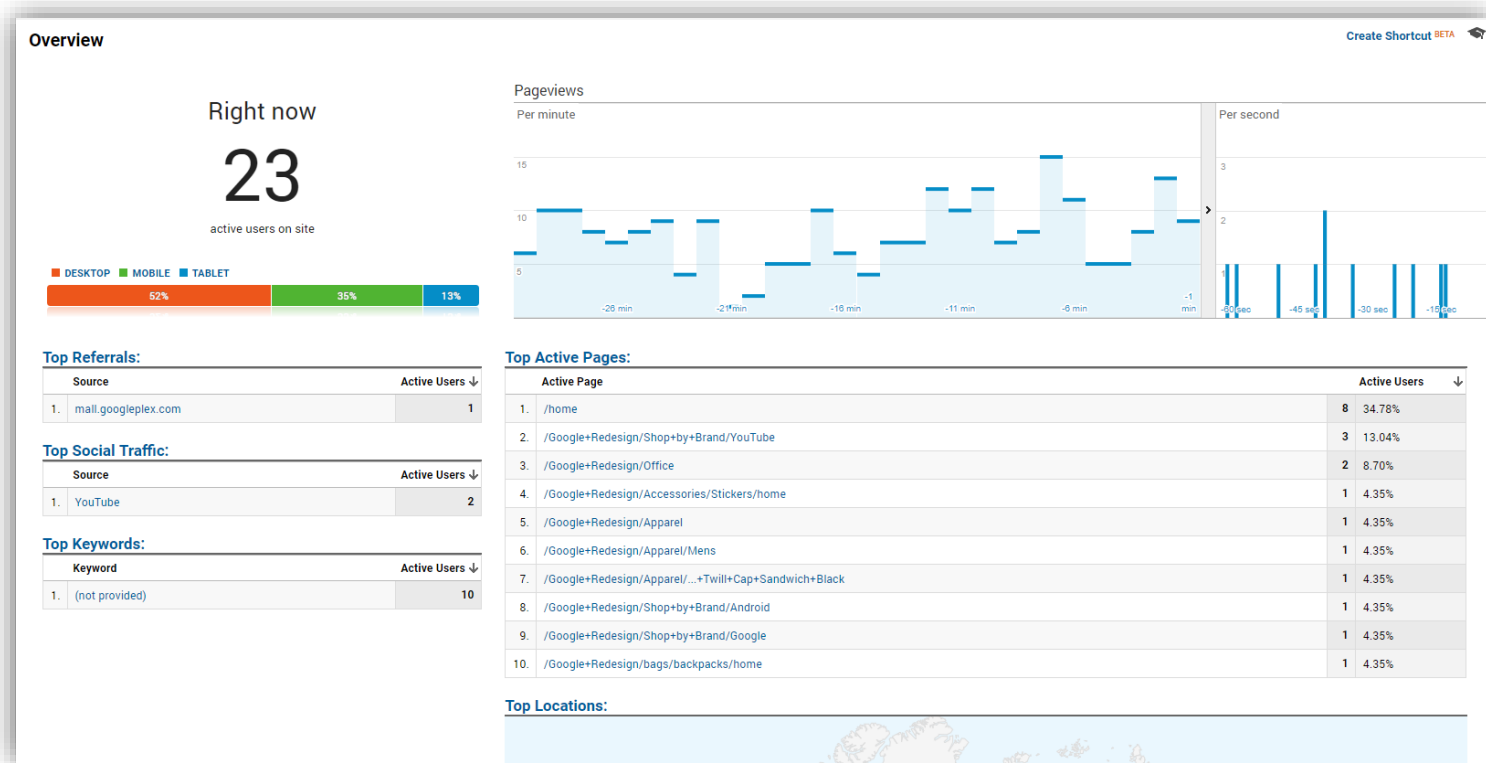 Overview
Create Shortcut BETA
Right now
23
active users on site
DESKTOP MOBILE TABLET
52% 35% 13%
Pageviews
Per minute
15
10
5
-26 min -21 min -16 min -11 min -6 min -1 min
Per second
3
2
1
-60 sec -45 sec -30 sec -15 sec
Top Referrals:
Source Active Users
1. mall.googleplex.com 1
Top Social Traffic:
Source Active Users
1. YouTube 2
Top Keywords:
Keyword Active Users
1. (not provided) 10
Top Active Pages:
Active Page Active Users
1. /home 8 34.78%
2. /Google+Redesign/Shop+by+Brand/YouTube 3 13.04%
3. /Google+Redesign/Office 2 8.70%
4. /Google+Redesign/Accessories/Stickers/home 1 4.35%
5. /Google+Redesign/Apparel 1 4.35%
6. /Google+Redesign/Apparel/Mens 1 4.35%
7. /Google+Redesign/Apparel/...+Twill+Cap+Sandwich+Black 1 4.35%
8. /Google+Redesign/Shop+by+Brand/Android 1 4.35%
9. /Google+Redesign/Shop+by+Brand/Google 1 4.35%
10. /Google+Redesign/bags/backpacks/home 1 4.35%
Top Locations: